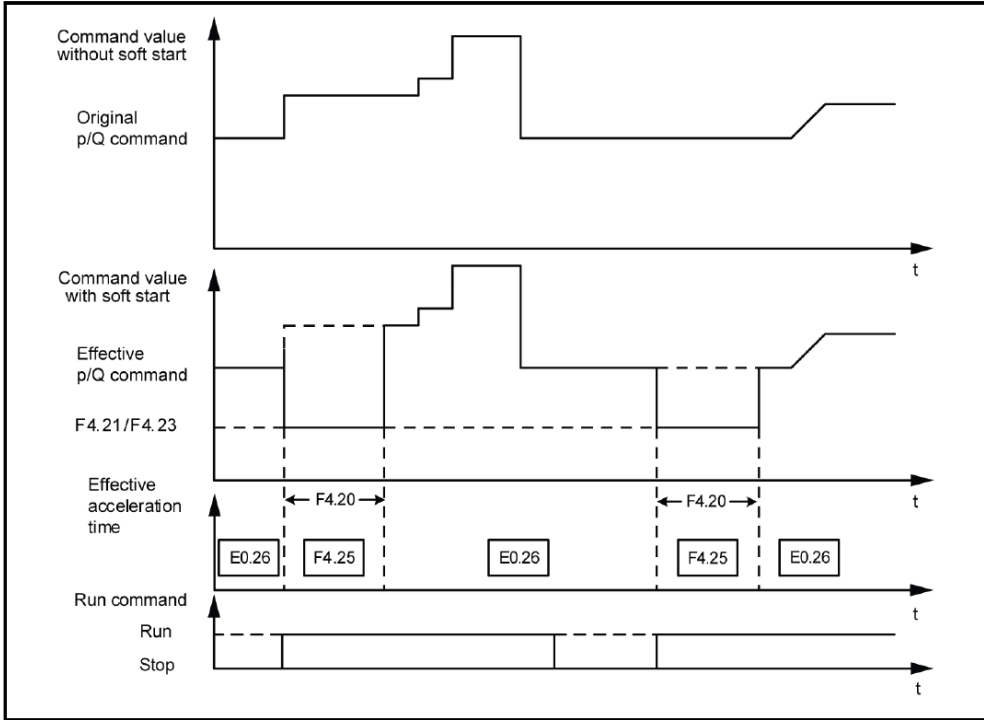 Command value
without soft start
Original
p/Q command
t
Command value
with soft start
Effective
p/Q command
F4.21/F4.23
t
Effective
acceleration
time
F4.20
F4.20
E0.26
F4.25
E0.26
F4.25
E0.26
t
Run command
Run
Stop
t